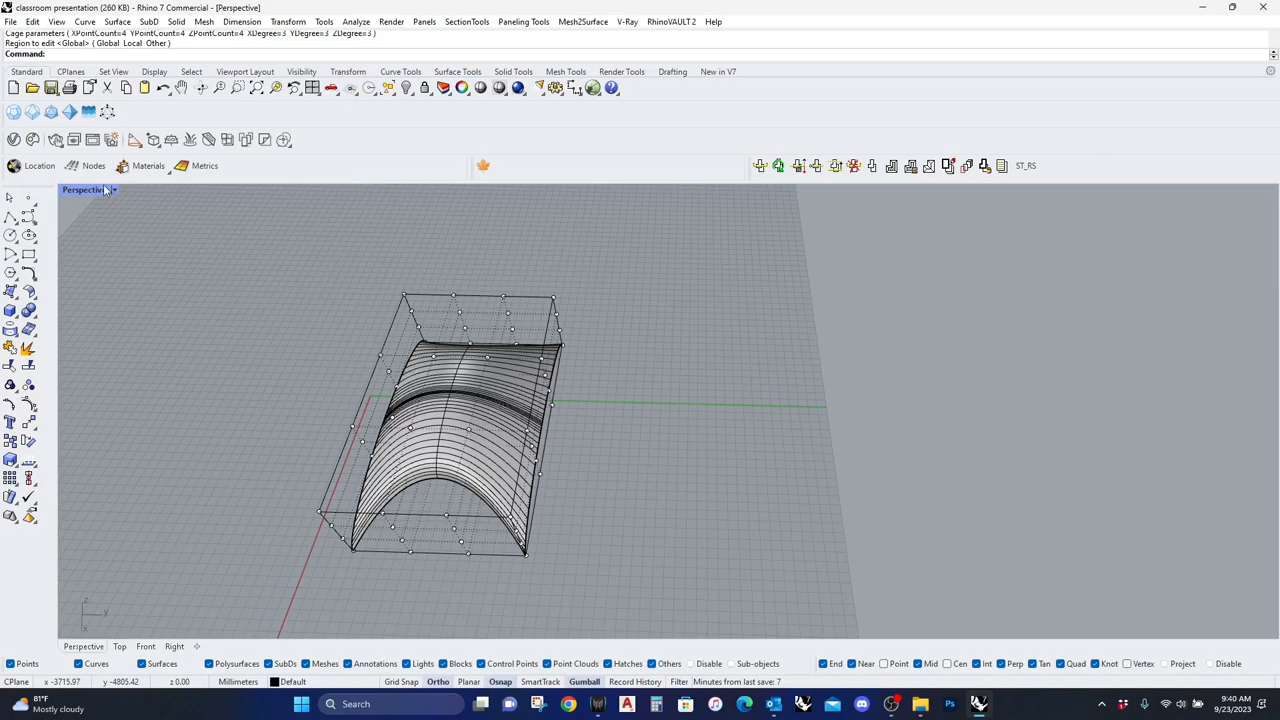 classroom presentation (260 KB) - Rhino 7 Commercial - [Perspective]
File Edit View Curve Surface SubD Solid Mesh Dimension Transform Tools Analyze Render Panels SectionTools Paneling Tools Mesh2Surface V-Ray RhinoVAULT 2 Help
Cage parameters ( XPointCount=4 YPointCount=4 ZPointCount=4 XDegree=3 YDegree=3 ZDegree=3 )
Region to edit <Global> ( Global Local Other )
Command:
Standard CPlanes Set View Display Select Viewport Layout Visibility Transform Curve Tools Surface Tools Solid Tools Mesh Tools Render Tools Drafting New in V7
Location Nodes Materials Metrics ST_RS
Perspective
z
y
x
Perspective Top Front Right
Points Curves Surfaces Polysurfaces SubDs Meshes Annotations Lights Blocks Control Points Point Clouds Hatches Others Disable Sub-objects End Near Point Mid Cen Int Perp Tan Quad Knot Vertex Project Disable
CPlane x -3715.97 y -4805.42 z 0.00 Millimeters Default Grid Snap Ortho Planar Osnap SmartTrack Gumball Record History Filter Minutes from last save: 7
81°F
Mostly cloudy
Search
9:40 AM
9/23/2023